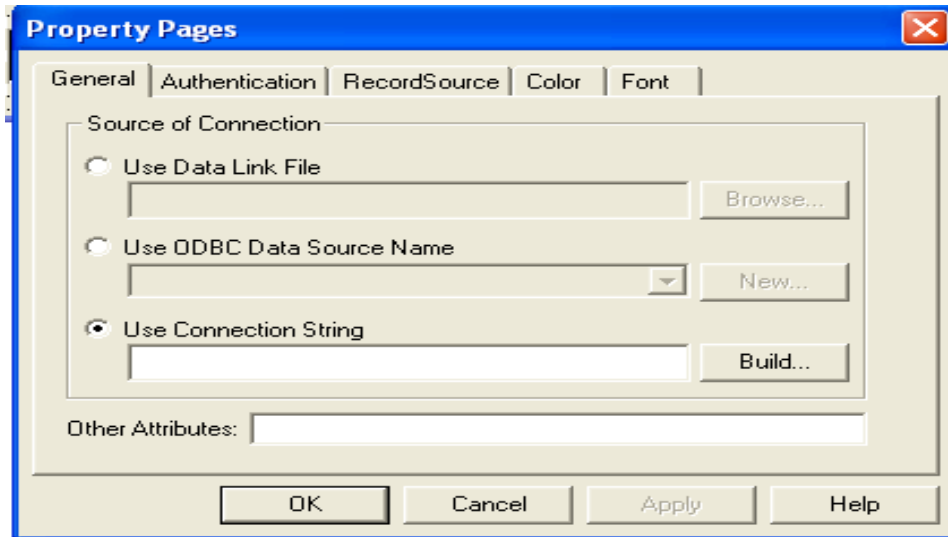 Property Pages
General Authentication RecordSource Color Font
Source of Connection
Use Data Link File
Browse...
Use ODBC Data Source Name
New...
Use Connection String
Build...
Other Attributes:
OK Cancel Apply Help